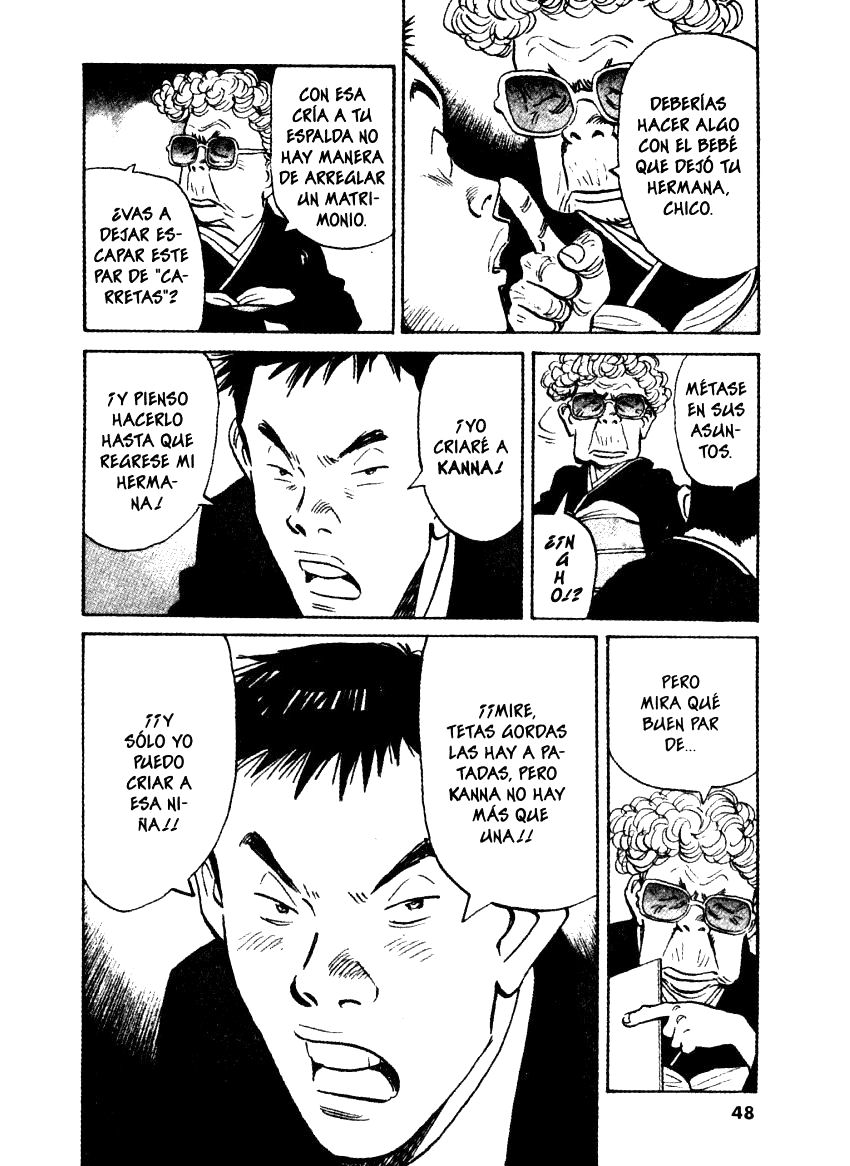 DEBERÍAS
HACER ALGO
CON EL BEBÉ
QUE DEJÓ TU
HERMANA,
CHICO.
CON ESA
CRÍA A TU
ESPALDA NO
HAY MANERA
DE ARREGLAR
UN MATRI-
MONIO.
¿VAS A
DEJAR ES-
CAPAR ESTE
PAR DE "CA-
RRETAS"?
MÉTASE
EN SUS
ASUN-
TOS.
¿¡N
G
H
O!?
¡YO
CRIARÉ A
KANNA!
¡Y PIENSO
HACERLO
HASTA QUE
REGRESE MI
HERMA-
NA!
PERO
MIRA QUÉ
BUEN PAR
DE...
¡¡MIRE,
TETAS GORDAS
LAS HAY A PA-
TADAS, PERO
KANNA NO HAY
MÁS QUE
UNA!!
¡¡Y
SÓLO YO
PUEDO
CRIAR A
ESA NI-
ÑA!!
48